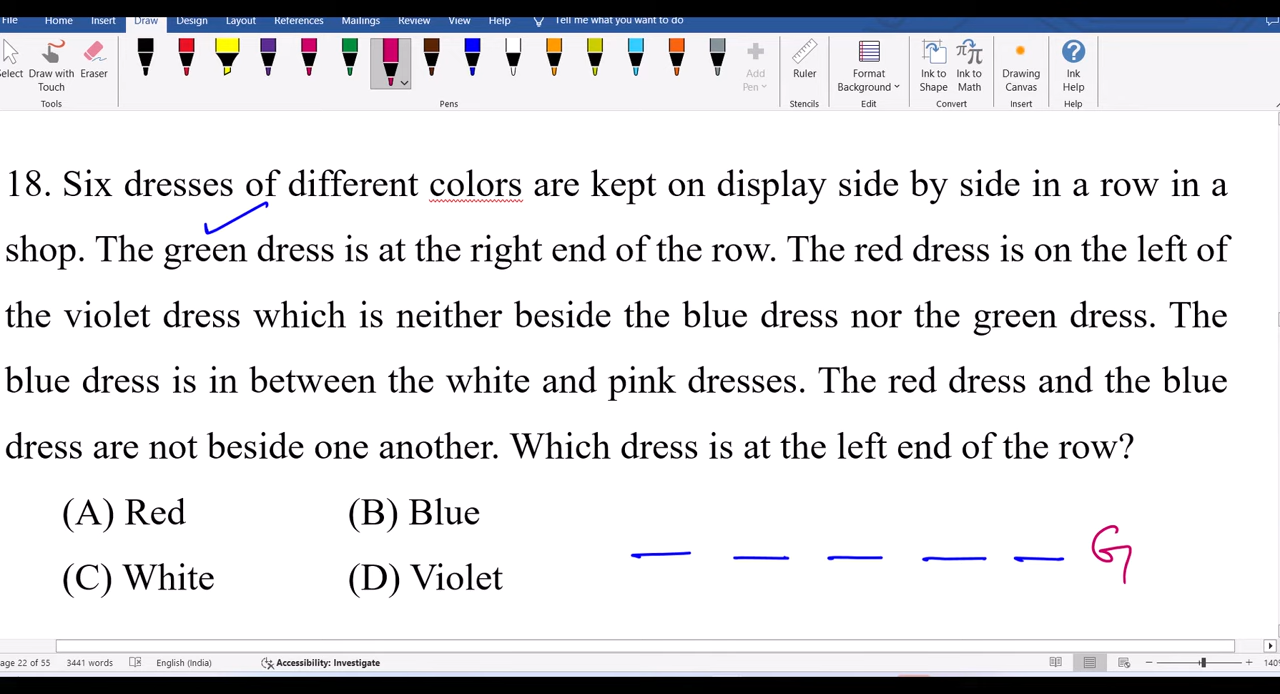 File Home Insert Draw Design Layout References Mailings Review View Help Tell me what you want to do
Select Draw with Touch Eraser Add Pen Ruler Format Background Ink to Shape Ink to Math Drawing Canvas Ink Help
Tools Pens Stencils Edit Convert Insert Help
18. Six dresses of different colors are kept on display side by side in a row in a
shop. The green dress is at the right end of the row. The red dress is on the left of
the violet dress which is neither beside the blue dress nor the green dress. The
blue dress is in between the white and pink dresses. The red dress and the blue
dress are not beside one another. Which dress is at the left end of the row?
(A) Red (B) Blue
G
(C) White (D) Violet
age 22 of 55 3441 words English (India) Accessibility: Investigate 140%